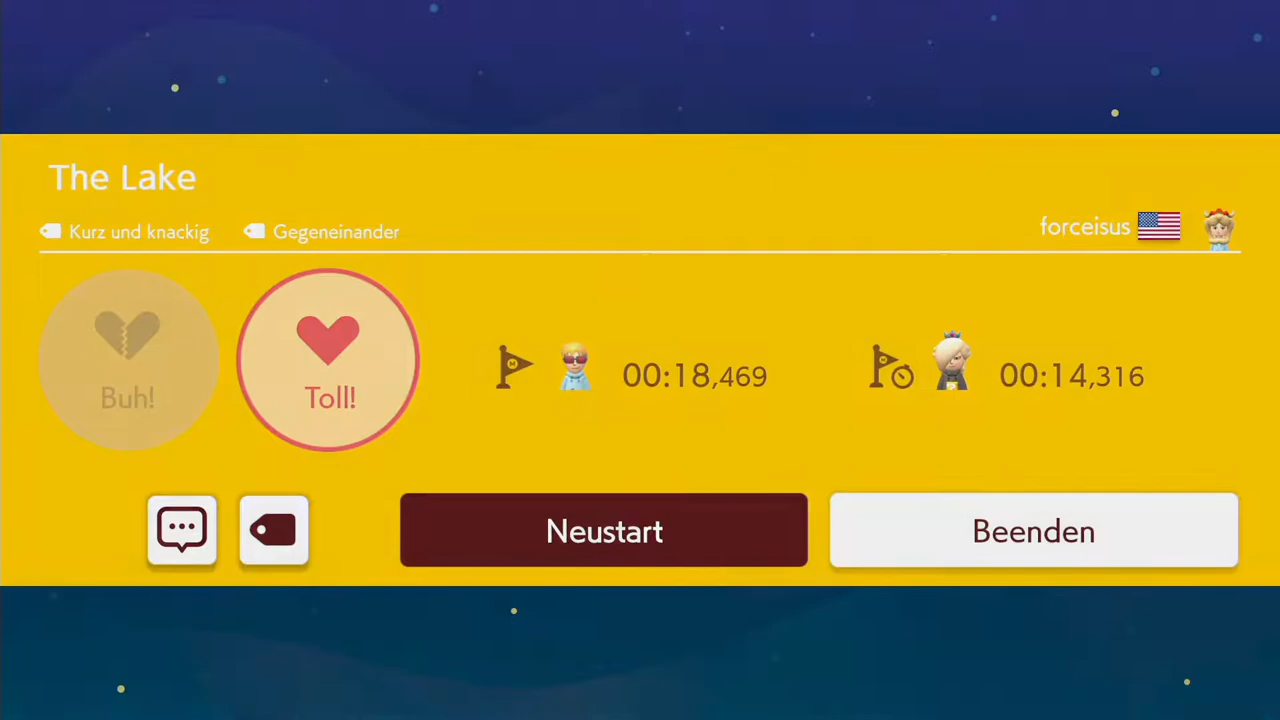 The Lake
Kurz und knackig Gegeneinander
forceisus
Buh! Toll!
00:18,469
00:14,316
Neustart Beenden